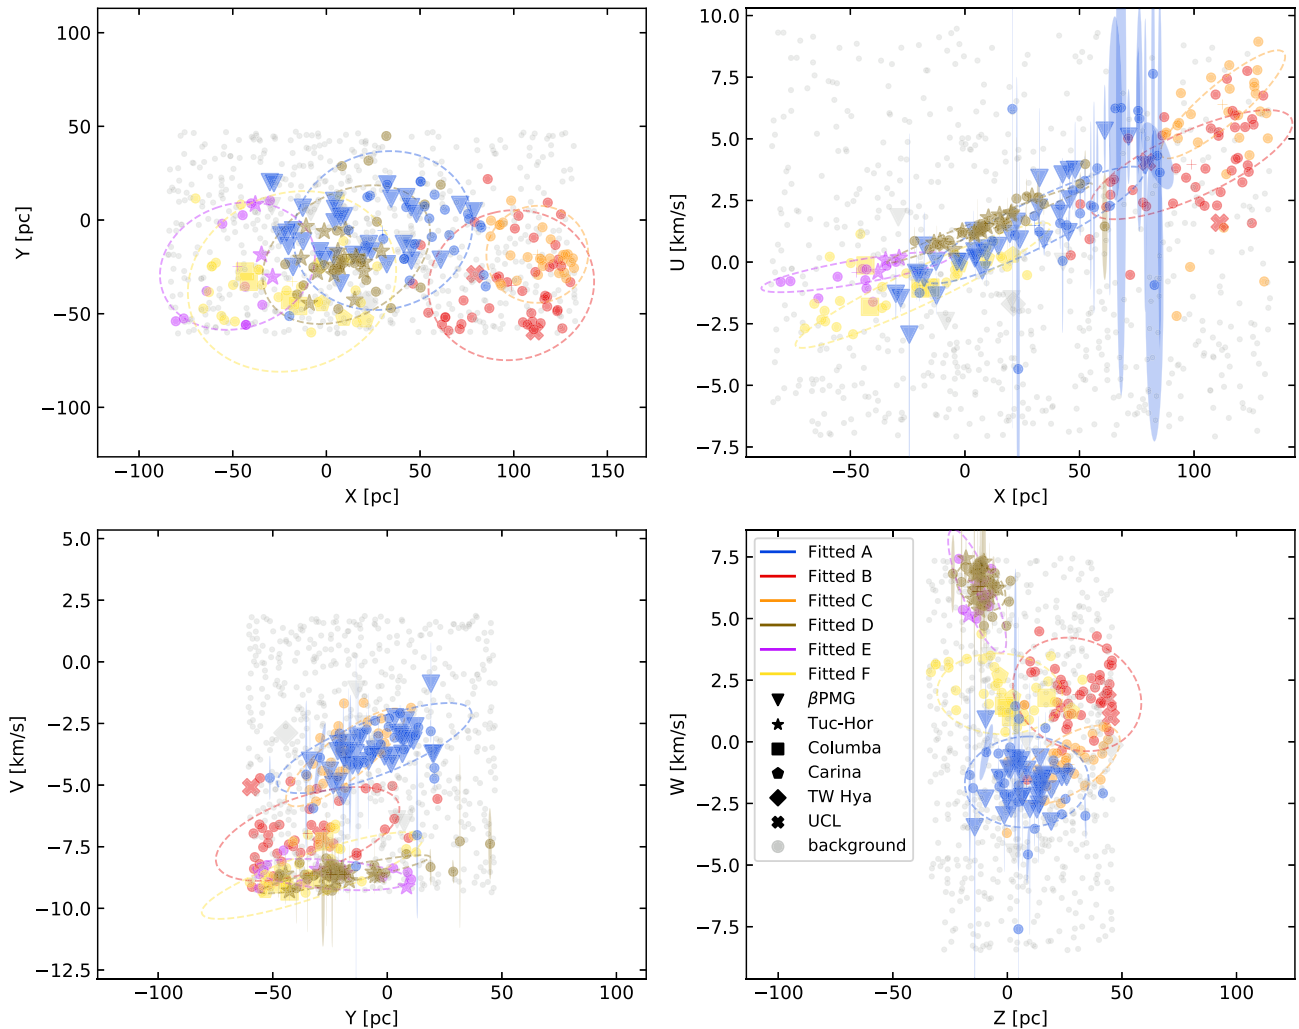 100
50
0
−50
−100
Y [pc]
−100
−50
0
50
100
150
X [pc]
10.0
7.5
5.0
2.5
0.0
−2.5
−5.0
−7.5
U [km/s]
−50
0
50
100
X [pc]
5.0
2.5
0.0
−2.5
−5.0
−7.5
−10.0
−12.5
V [km/s]
−100
−50
0
50
100
Y [pc]
7.5
5.0
2.5
0.0
−2.5
−5.0
−7.5
W [km/s]
−100
−50
0
50
100
Z [pc]
Fitted A
Fitted B
Fitted C
Fitted D
Fitted E
Fitted F
βPMG
Tuc-Hor
Columba
Carina
TW Hya
UCL
background